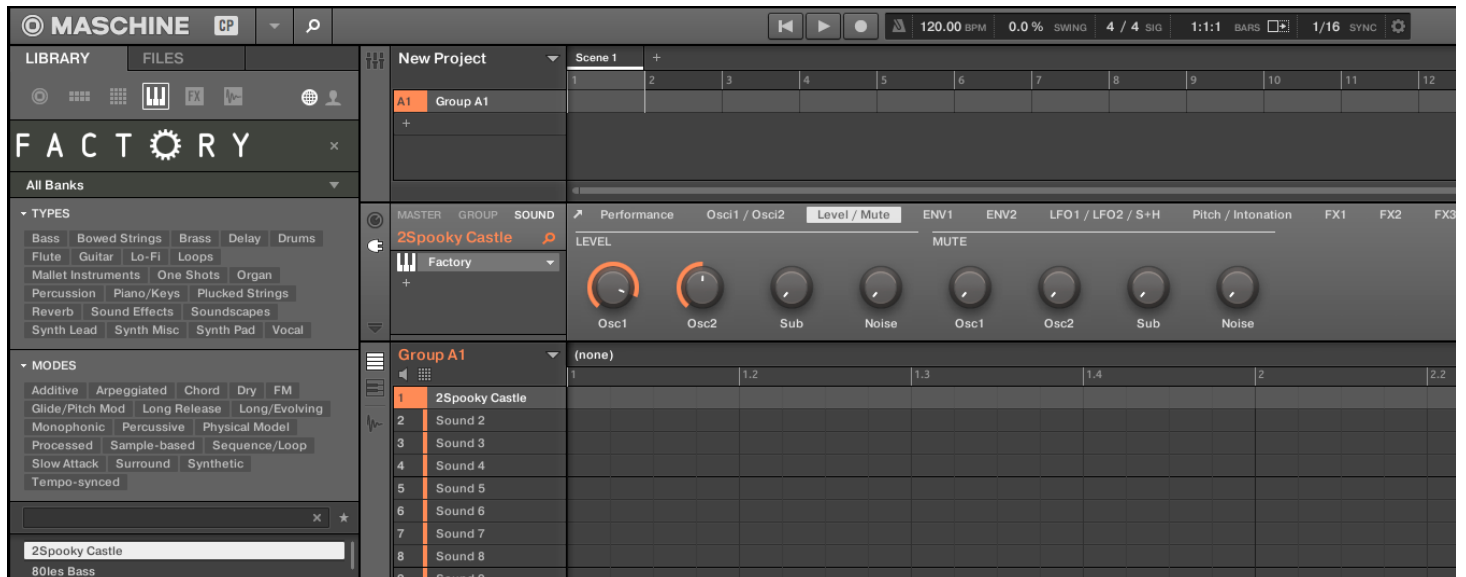 MASCHINE CP
120.00 BPM 0.0 % SWING 4 / 4 SIG 1:1:1 BARS 1/16 SYNC
LIBRARY FILES
FX
FACTORY ×
All Banks
TYPES
Bass Bowed Strings Brass Delay Drums
Flute Guitar Lo-Fi Loops
Mallet Instruments One Shots Organ
Percussion Piano/Keys Plucked Strings
Reverb Sound Effects Soundscapes
Synth Lead Synth Misc Synth Pad Vocal
MODES
Additive Arpeggiated Chord Dry FM
Glide/Pitch Mod Long Release Long/Evolving
Monophonic Percussive Physical Model
Processed Sample-based Sequence/Loop
Slow Attack Surround Synthetic
Tempo-synced
2Spooky Castle
80les Bass
New Project
A1 Group A1
+
Scene 1 +
1 2 3 4 5 6 7 8 9 10 11 12
MASTER GROUP SOUND
2Spooky Castle
Factory
+
Performance Osci1 / Osci2 Level / Mute ENV1 ENV2 LFO1 / LFO2 / S+H Pitch / Intonation FX1 FX2 FX3
LEVEL MUTE
Osc1 Osc2 Sub Noise Osc1 Osc2 Sub Noise
Group A1
(none)
1 1.2 1.3 1.4 2 2.2
1 2Spooky Castle
2 Sound 2
3 Sound 3
4 Sound 4
5 Sound 5
6 Sound 6
7 Sound 7
8 Sound 8